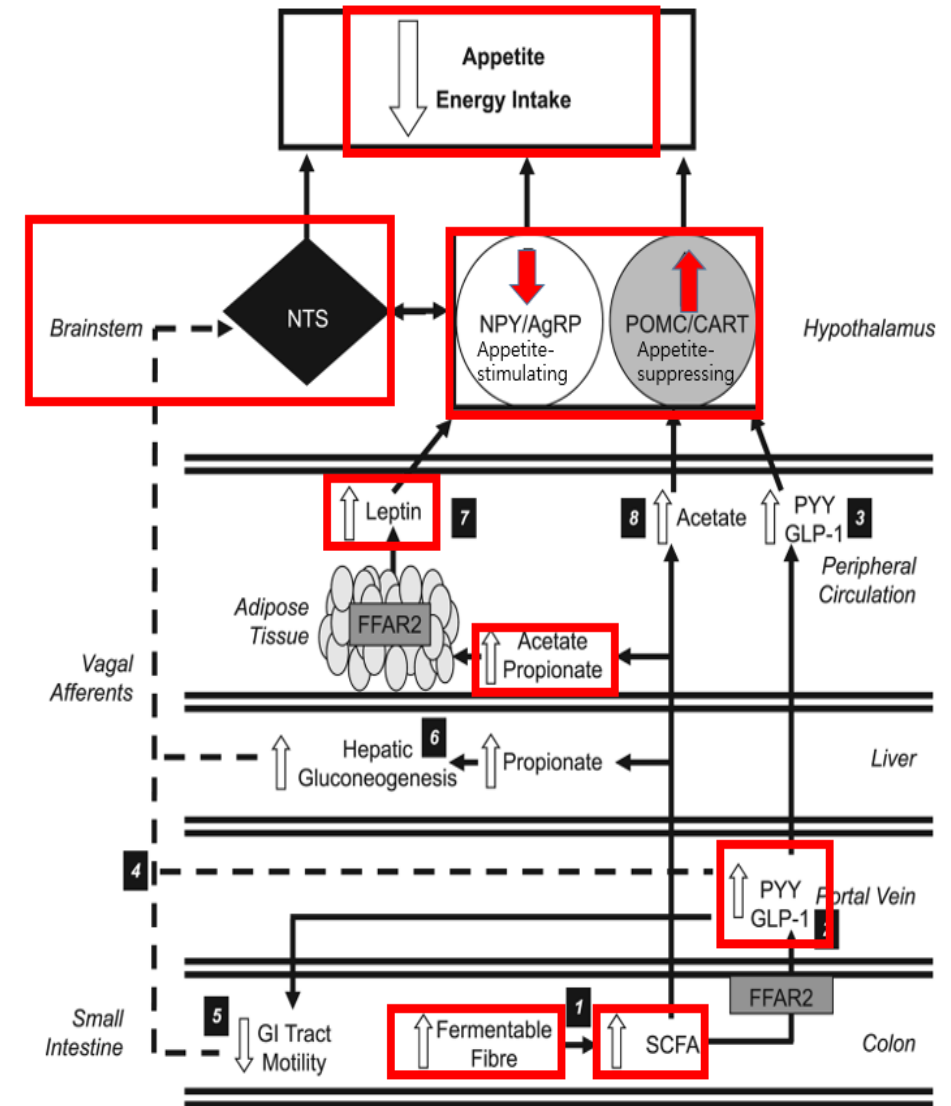 Appetite
Energy Intake
Brainstem
NTS
NPY/AgRP
Appetite-
stimulating
POMC/CART
Appetite-
suppressing
Hypothalamus
Leptin
7
8
Acetate
PYY
GLP-1
3
Peripheral
Circulation
Adipose
Tissue
FFAR2
Acetate
Propionate
Vagal
Afferents
Hepatic
Gluconeogenesis
6
Propionate
Liver
4
PYY
GLP-1
2
Portal Vein
FFAR2
Small
Intestine
5
GI Tract
Motility
Fermentable
Fibre
1
SCFA
Colon